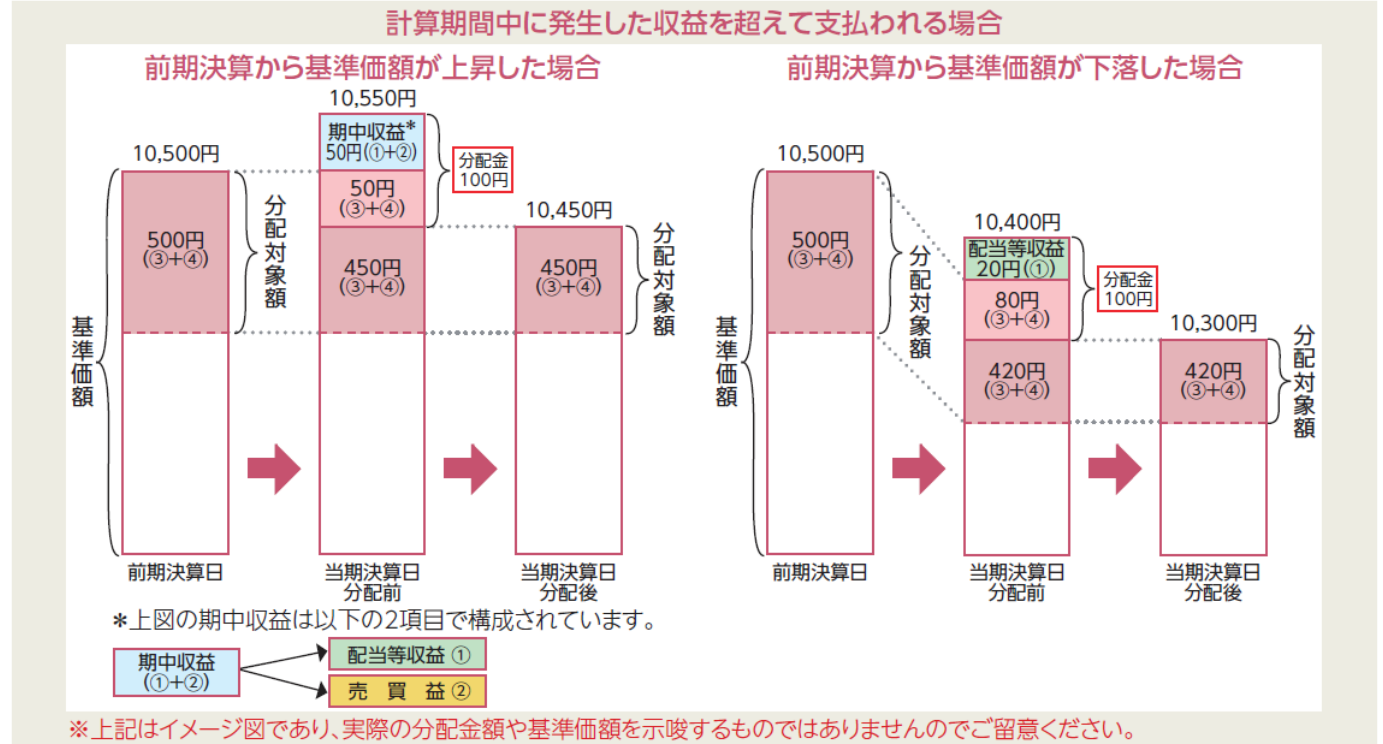 計算期間中に発生した収益を超えて支払われる場合
前期決算から基準価額が上昇した場合
10,500円
500円
(③+④)
分配対象額
基準価額
前期決算日
10,550円
期中収益*
50円(①+②)
50円
(③+④)
450円
(③+④)
分配金
100円
当期決算日
分配前
10,450円
450円
(③+④)
分配対象額
当期決算日
分配後
*上図の期中収益は以下の2項目で構成されています。
期中収益
(①+②)
配当等収益 ①
売 買 益 ②
前期決算から基準価額が下落した場合
10,500円
500円
(③+④)
分配対象額
基準価額
前期決算日
10,400円
配当等収益
20円(①)
80円
(③+④)
420円
(③+④)
分配金
100円
当期決算日
分配前
10,300円
420円
(③+④)
分配対象額
当期決算日
分配後
※上記はイメージ図であり、実際の分配金額や基準価額を示唆するものではありませんのでご留意ください。